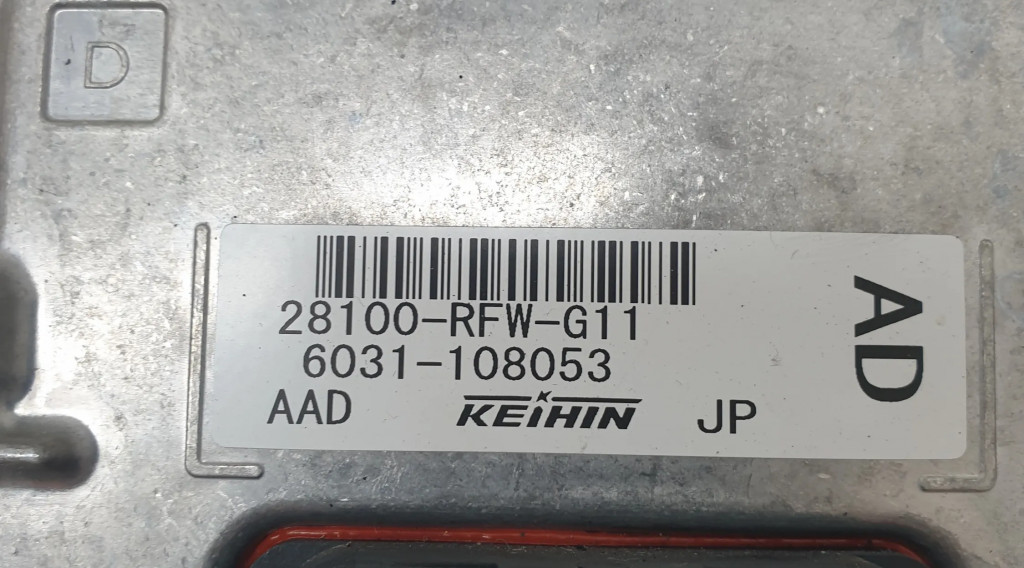 D
28100-RFW-G11
6031-108053
AAD KEIHIN JP
AD